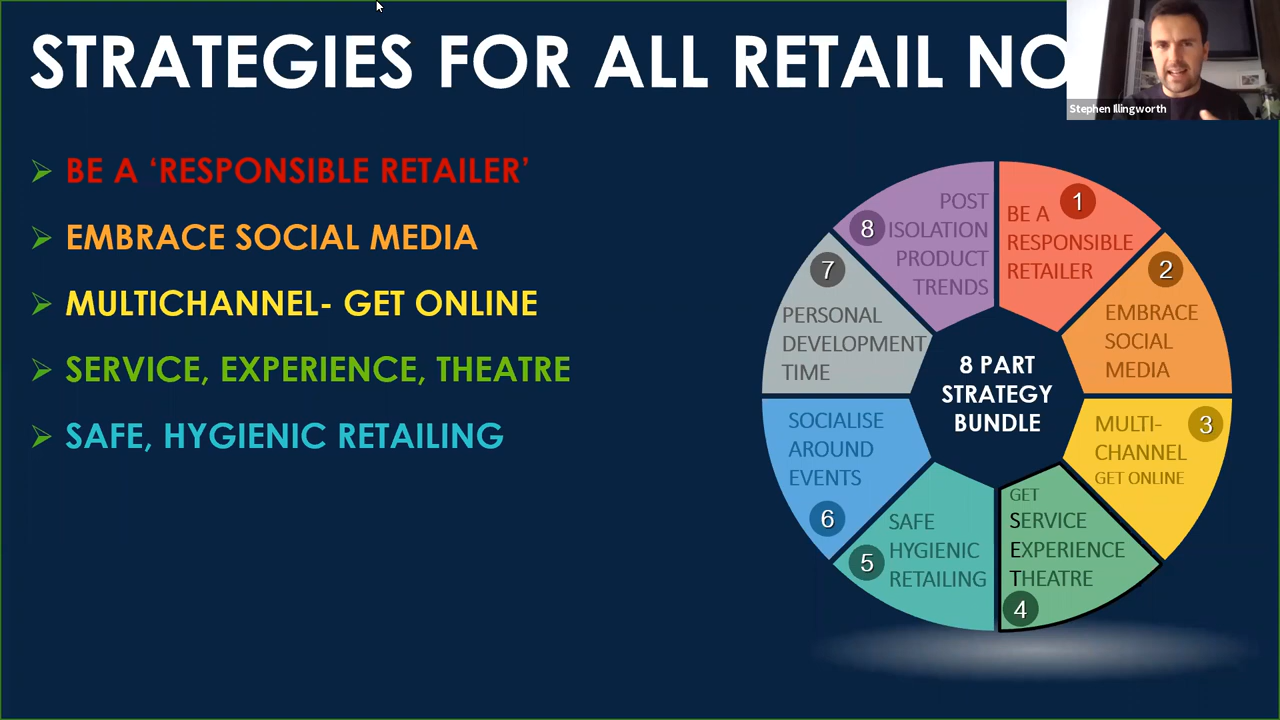 STRATEGIES FOR ALL RETAIL NO
Stephen Illingworth
BE A ‘RESPONSIBLE RETAILER’
EMBRACE SOCIAL MEDIA
MULTICHANNEL- GET ONLINE
SERVICE, EXPERIENCE, THEATRE
SAFE, HYGIENIC RETAILING
8 PART
STRATEGY
BUNDLE
1
BE A
RESPONSIBLE
RETAILER
2
EMBRACE
SOCIAL
MEDIA
3
MULTI-
CHANNEL
GET ONLINE
GET
SERVICE
EXPERIENCE
THEATRE
4
SAFE
HYGIENIC
RETAILING
5
SOCIALISE
AROUND
EVENTS
6
7
PERSONAL
DEVELOPMENT
TIME
8
POST
ISOLATION
PRODUCT
TRENDS